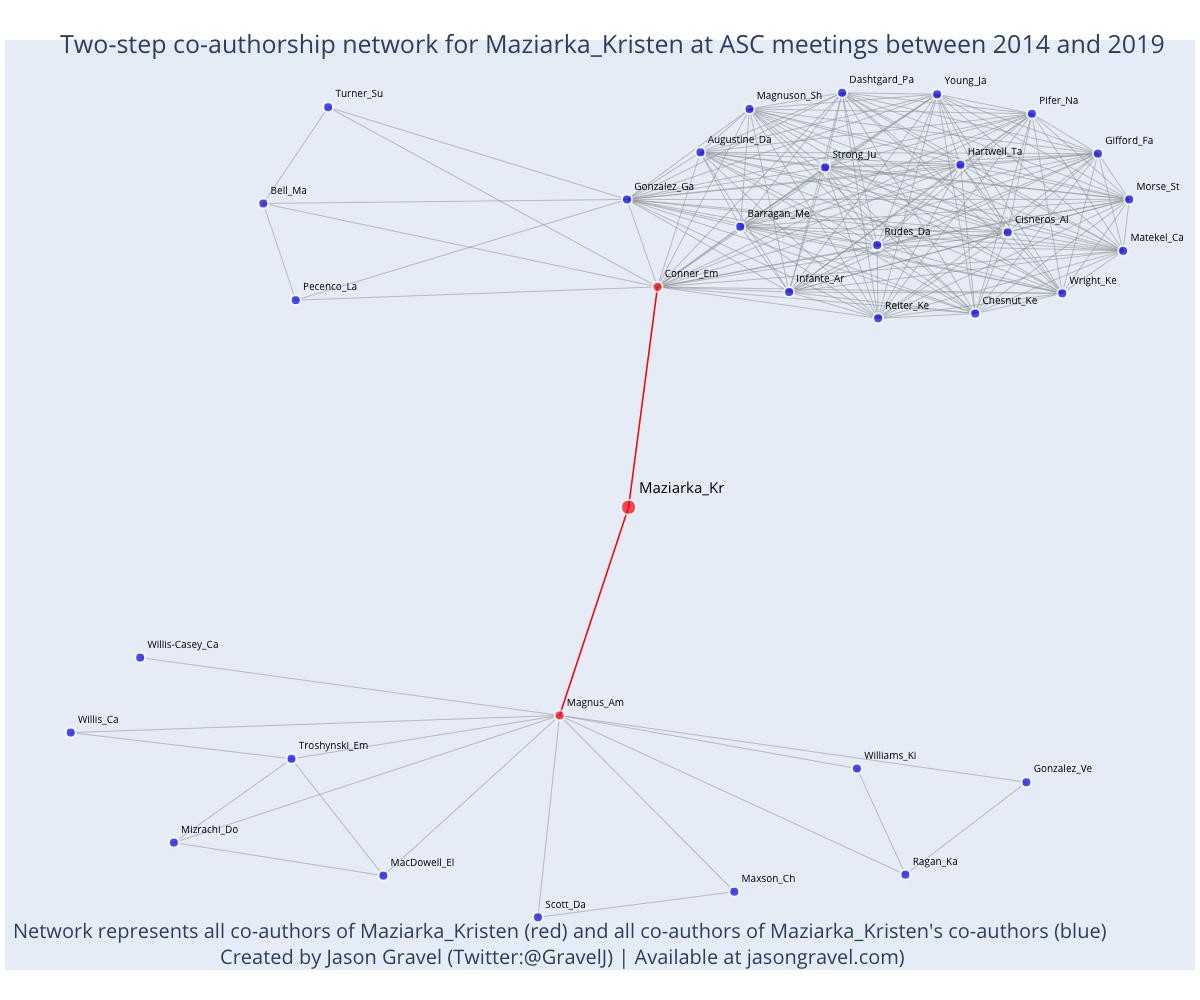 Two-step co-authorship network for Maziarka_Kristen at ASC meetings between 2014 and 2019
Dashtgard_Pa
Young_Ja
Turner_Su
Magnuson_Sh
Pifer_Na
Augustine_Da
Gifford_Fa
Strong_Ju
Hartwell_Ta
Bell_Ma
Gonzalez_Ga
Morse_St
Barragan_Me
Cisneros_Al
Rudes_Da
Matekel_Ca
Conner_Em
Infante_Ar
Wright_Ke
Pecenco_La
Reiter_Ke
Chesnut_Ke
Maziarka_Kr
Willis-Casey_Ca
Magnus_Am
Willis_Ca
Troshynski_Em
Williams_Ki
Gonzalez_Ve
Mizrachi_Do
MacDowell_El
Ragan_Ka
Maxson_Ch
Scott_Da
Network represents all co-authors of Maziarka_Kristen (red) and all co-authors of Maziarka_Kristen's co-authors (blue)
Created by Jason Gravel (Twitter:@GravelJ) | Available at jasongravel.com)